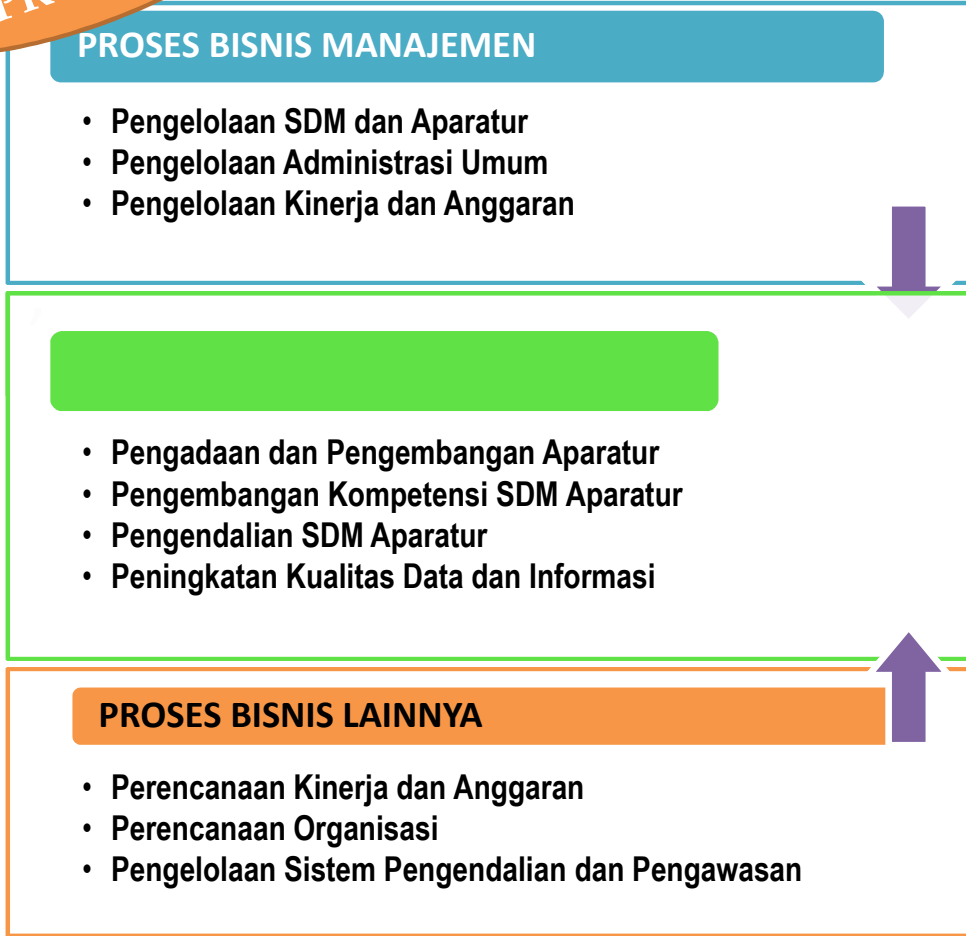 PROSES BISNIS MANAJEMEN
• Pengelolaan SDM dan Aparatur
• Pengelolaan Administrasi Umum
• Pengelolaan Kinerja dan Anggaran
• Pengadaan dan Pengembangan Aparatur
• Pengembangan Kompetensi SDM Aparatur
• Pengendalian SDM Aparatur
• Peningkatan Kualitas Data dan Informasi
PROSES BISNIS LAINNYA
• Perencanaan Kinerja dan Anggaran
• Perencanaan Organisasi
• Pengelolaan Sistem Pengendalian dan Pengawasan